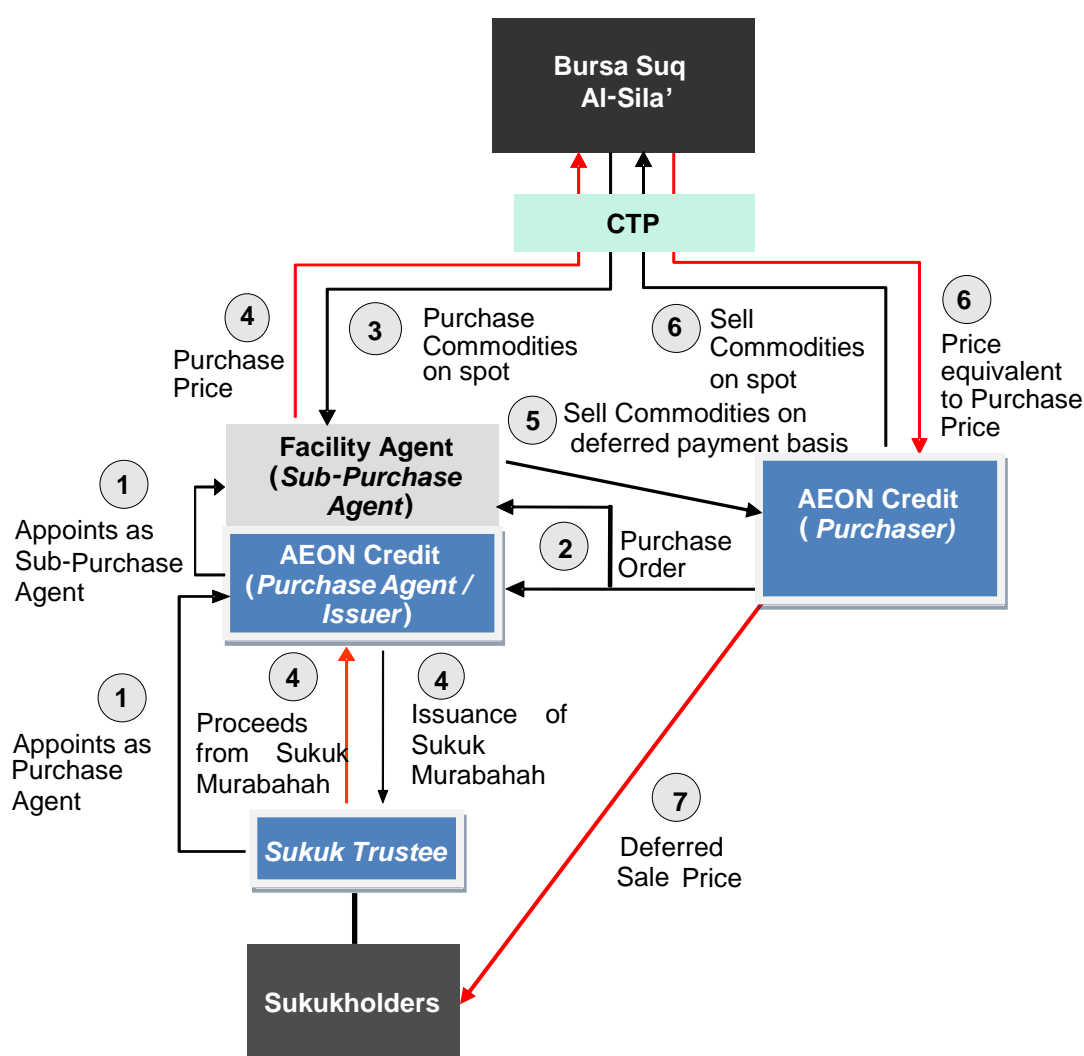 Bursa Suq
Al-Sila’
CTP
4
Purchase
Price
3
Purchase
Commodities
on spot
6
Sell
Commodities
on spot
6
Price
equivalent
to Purchase
Price
5
Sell Commodities on
deferred payment basis
Facility Agent
(Sub-Purchase
Agent)
1
Appoints as
Sub-Purchase
Agent
AEON Credit
(Purchase Agent /
Issuer)
2
Purchase
Order
AEON Credit
( Purchaser)
1
Appoints as
Purchase
Agent
4
Proceeds
from Sukuk
Murabahah
4
Issuance of
Sukuk
Murabahah
7
Deferred
Sale Price
Sukuk Trustee
Sukukholders